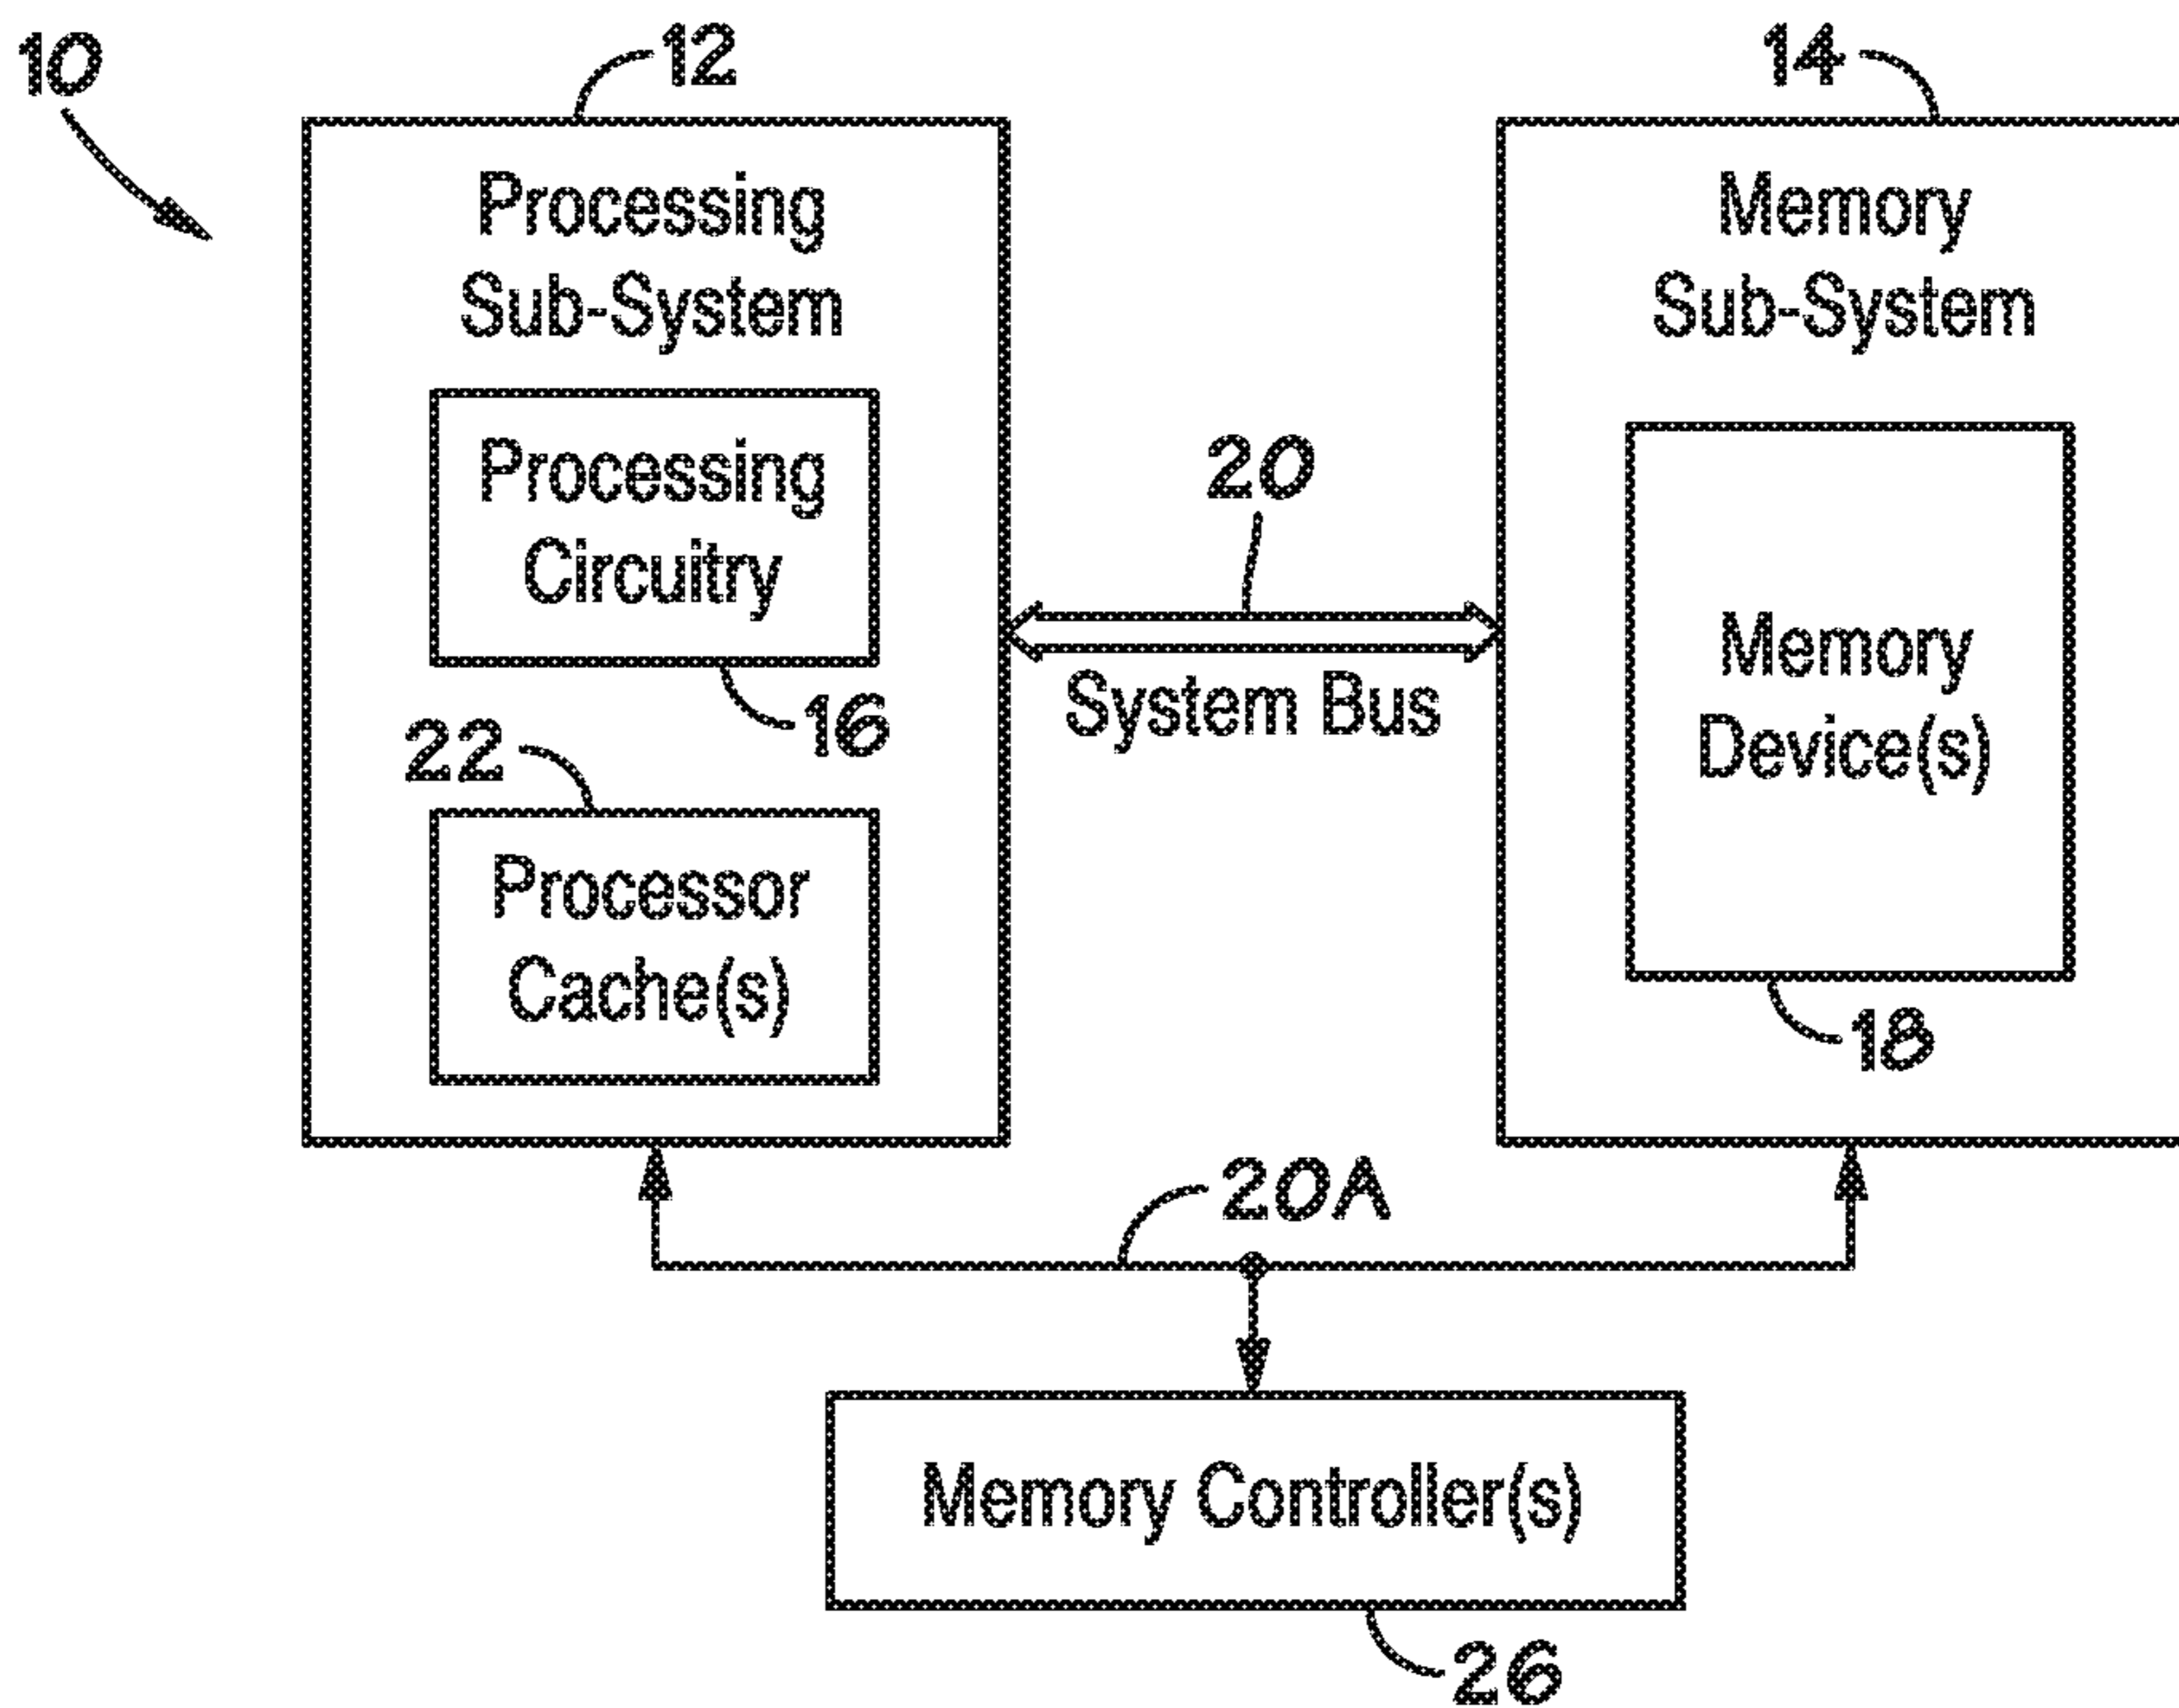 10
12
14
Processing
Sub-System
Memory
Sub-System
Processing
Circuitry
16
20
System Bus
Memory
Device(s)
18
22
Processor
Cache(s)
20A
Memory Controller(s)
26